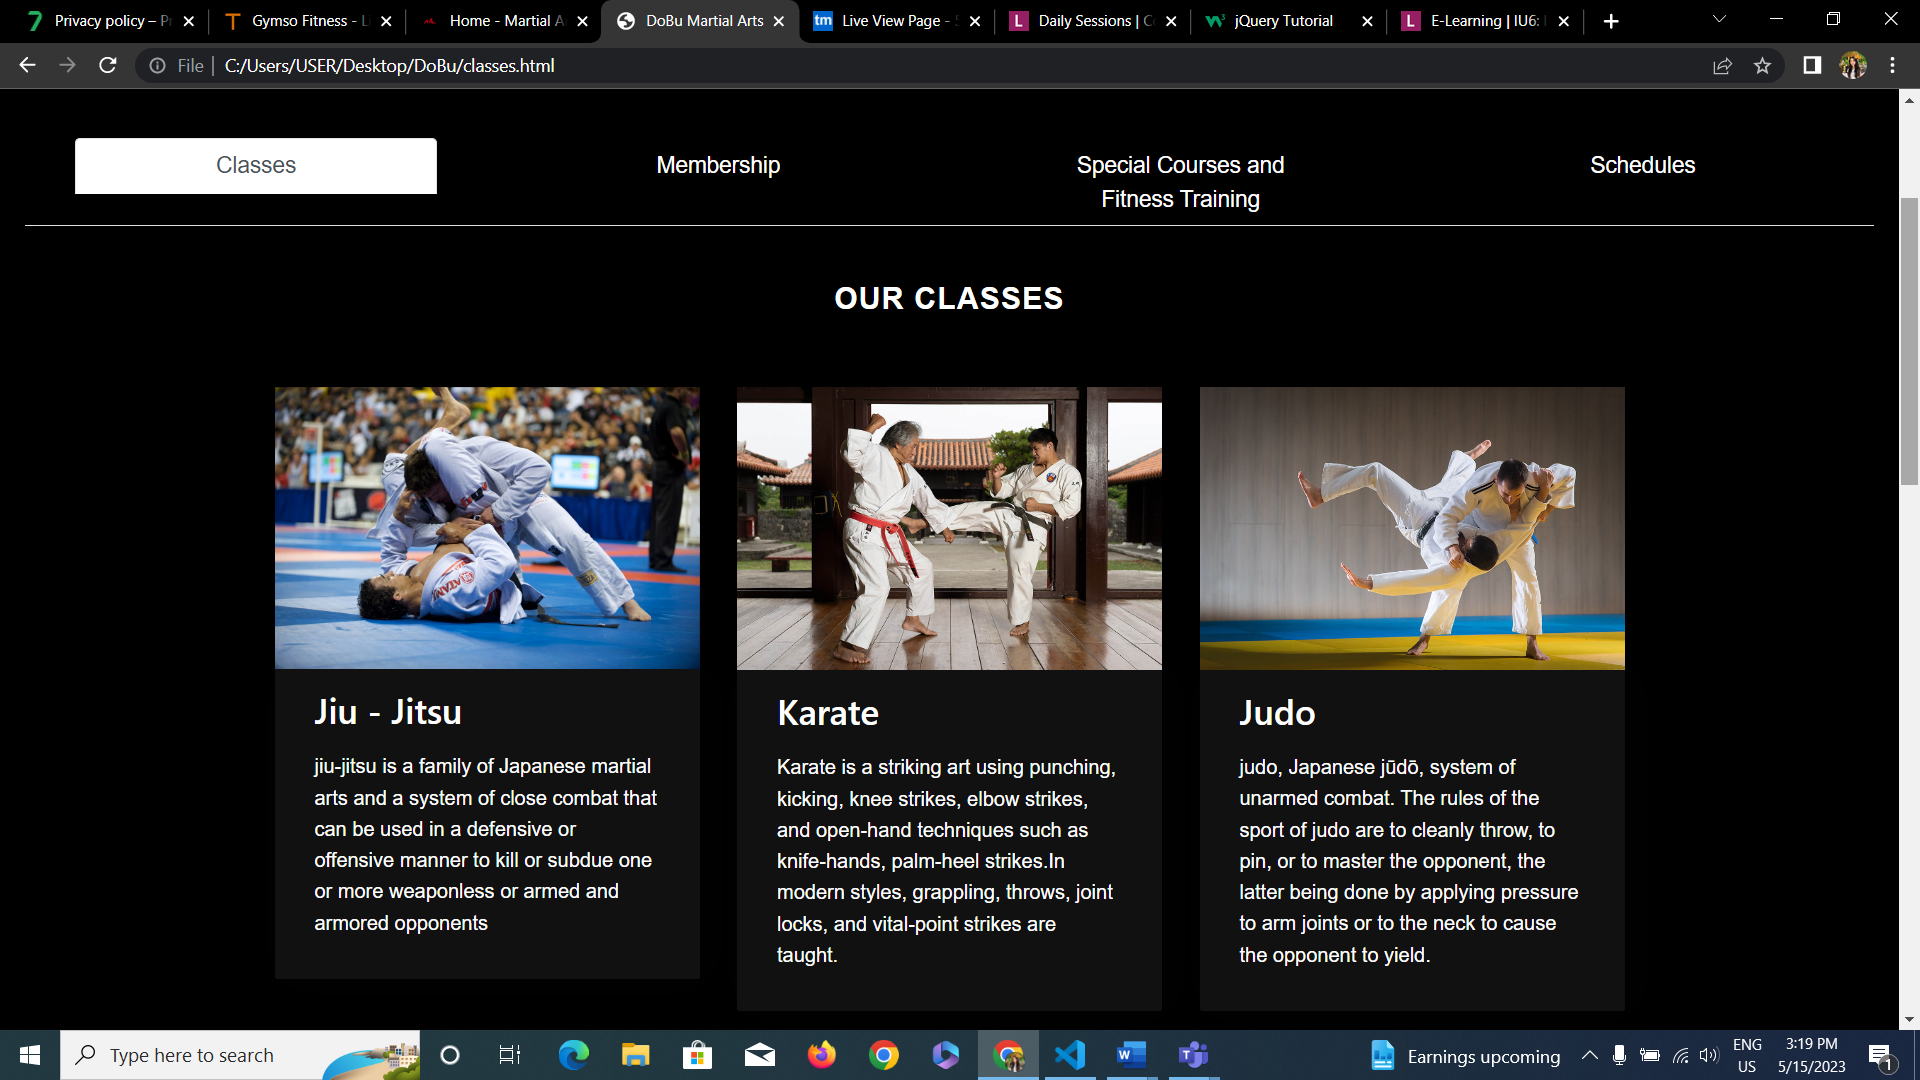 Privacy policy – P
Gymso Fitness - L
Home - Martial A
DoBu Martial Arts
Live View Page -
Daily Sessions | C
jQuery Tutorial
E-Learning | IU6:
File | C:/Users/USER/Desktop/DoBu/classes.html
Classes
Membership
Special Courses and
Fitness Training
Schedules
OUR CLASSES
Jiu - Jitsu
jiu-jitsu is a family of Japanese martial
arts and a system of close combat that
can be used in a defensive or
offensive manner to kill or subdue one
or more weaponless or armed and
armored opponents
Karate
Karate is a striking art using punching,
kicking, knee strikes, elbow strikes,
and open-hand techniques such as
knife-hands, palm-heel strikes.In
modern styles, grappling, throws, joint
locks, and vital-point strikes are
taught.
Judo
judo, Japanese jūdō, system of
unarmed combat. The rules of the
sport of judo are to cleanly throw, to
pin, or to master the opponent, the
latter being done by applying pressure
to arm joints or to the neck to cause
the opponent to yield.
Type here to search
Earnings upcoming
ENG
US
3:19 PM
5/15/2023
1